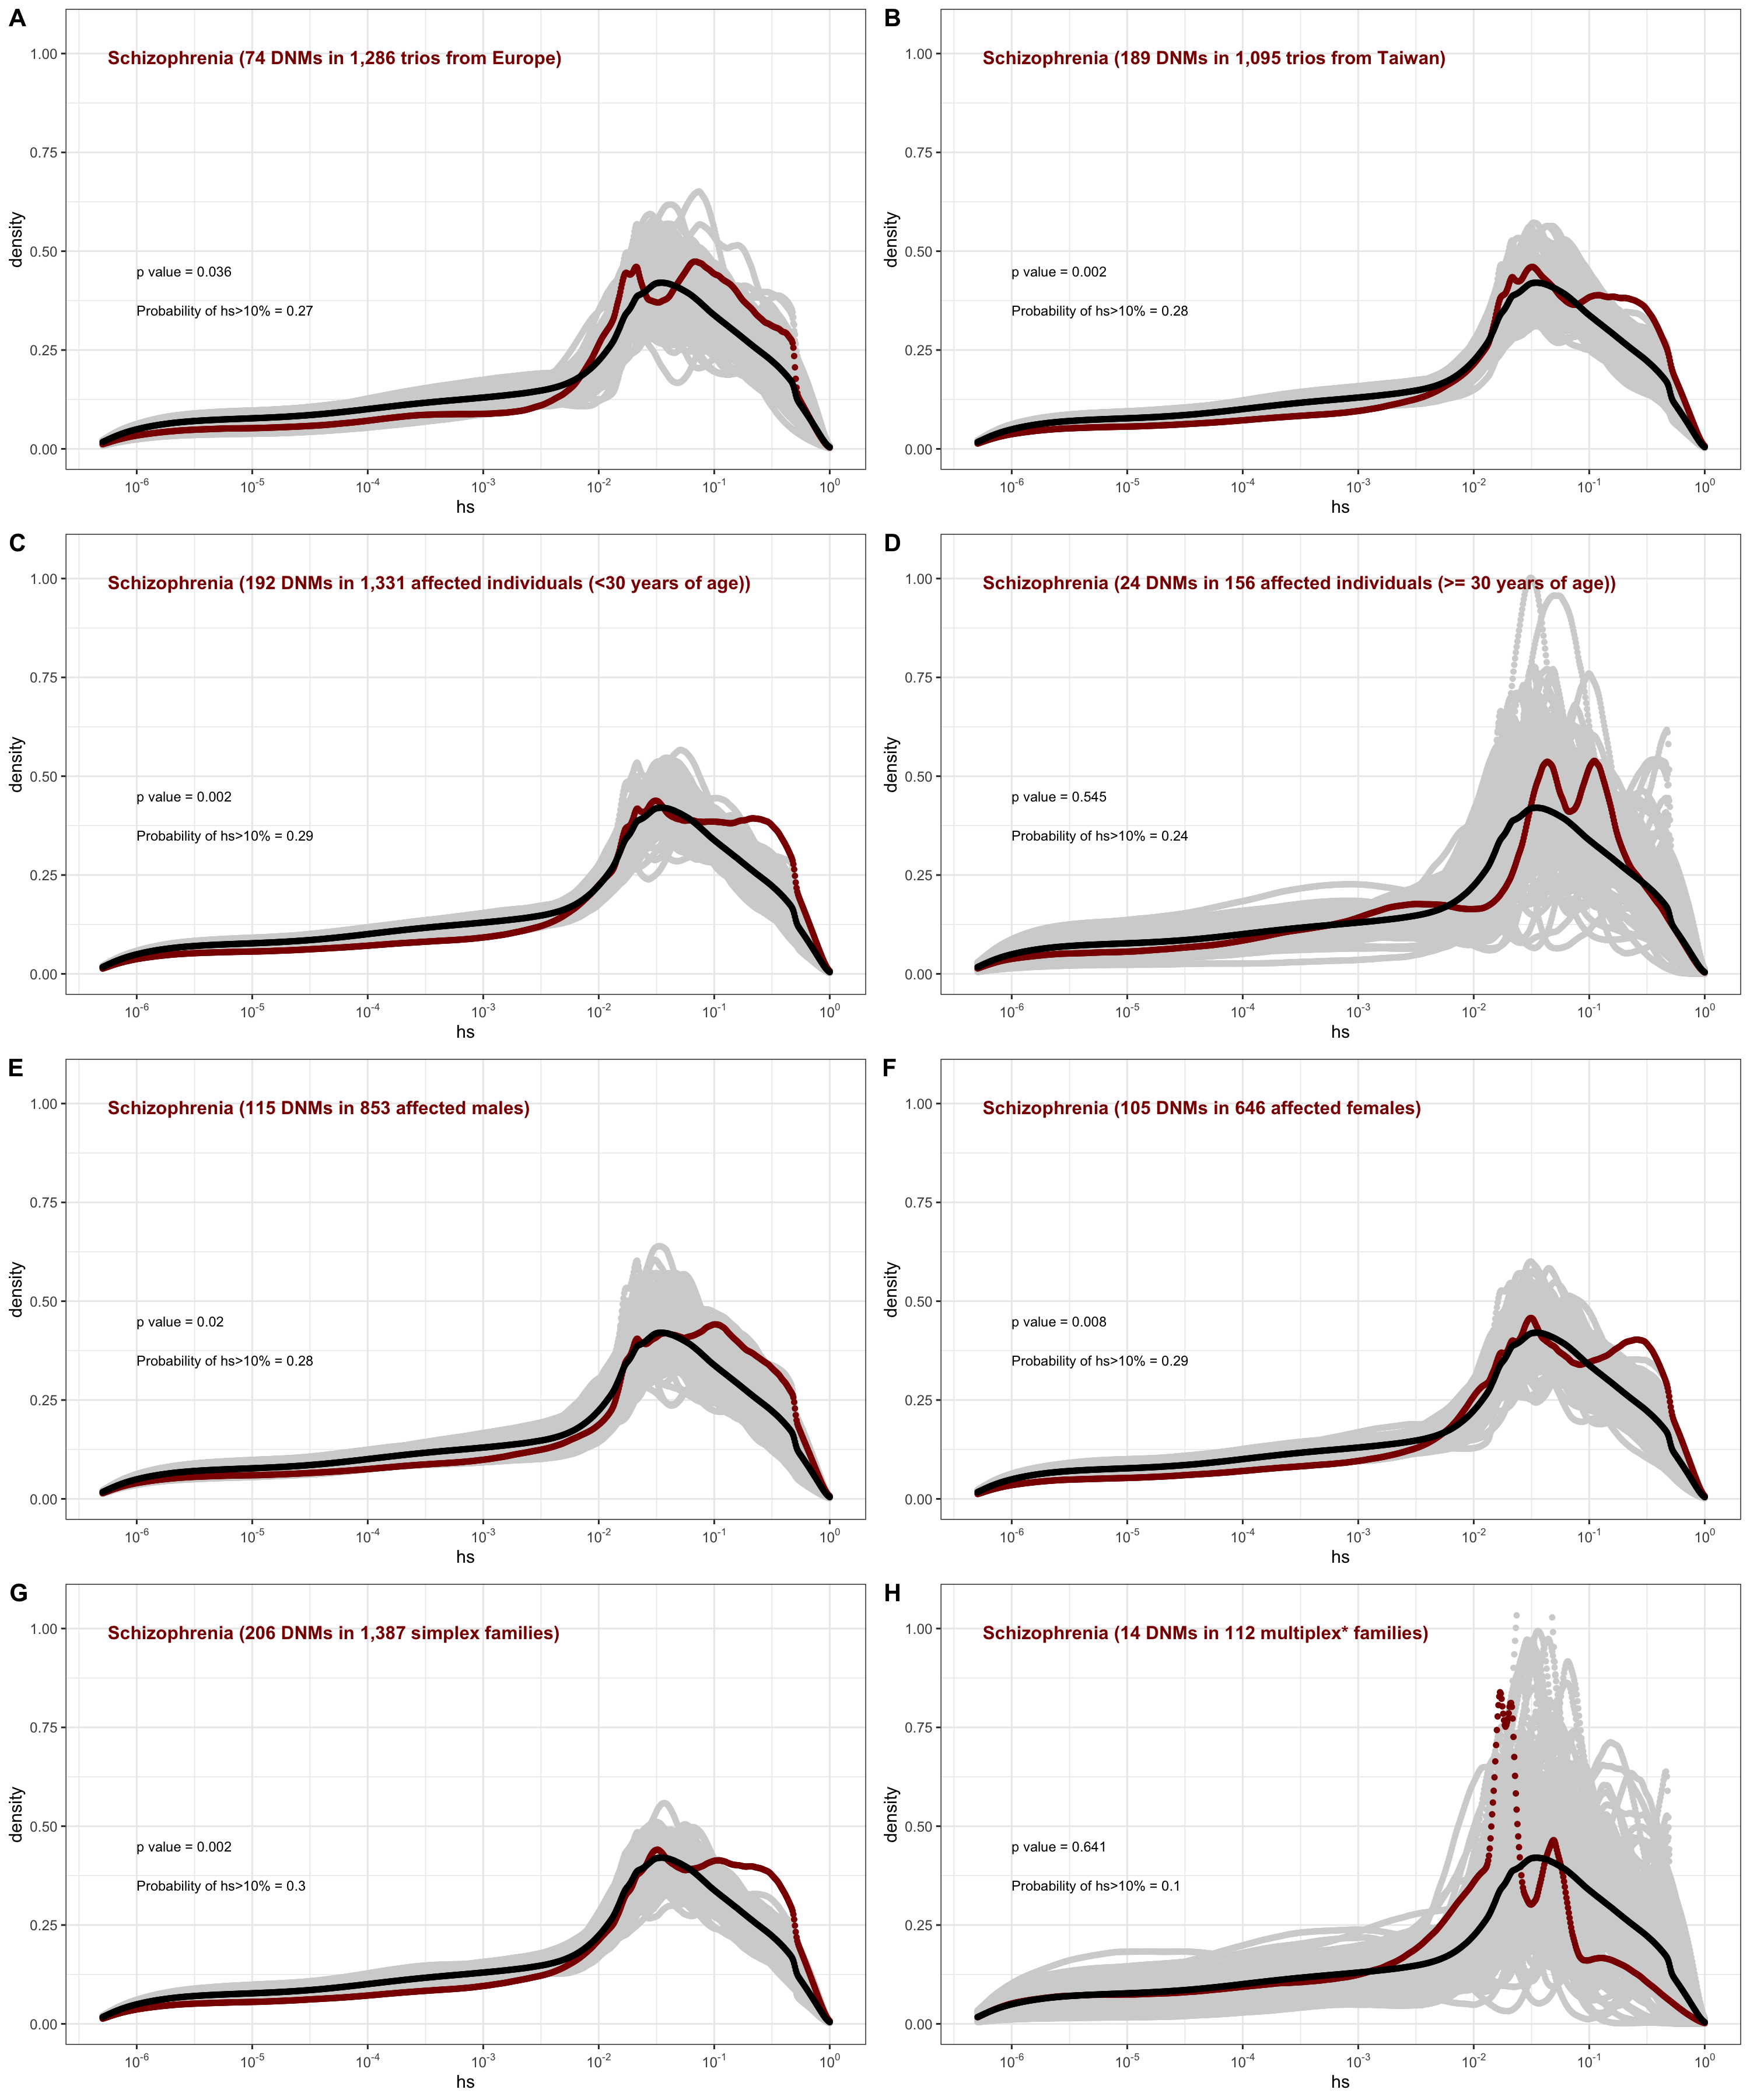 A
Schizophrenia (74 DNMs in 1,286 trios from Europe)
p value = 0.036
Probability of hs>10% = 0.27
density
1.00
0.75
0.50
0.25
0.00
10-6 10-5 10-4 10-3 10-2 10-1 100
hs
B
Schizophrenia (189 DNMs in 1,095 trios from Taiwan)
p value = 0.002
Probability of hs>10% = 0.28
density
1.00
0.75
0.50
0.25
0.00
10-6 10-5 10-4 10-3 10-2 10-1 100
hs
C
Schizophrenia (192 DNMs in 1,331 affected individuals (<30 years of age))
p value = 0.002
Probability of hs>10% = 0.29
density
1.00
0.75
0.50
0.25
0.00
10-6 10-5 10-4 10-3 10-2 10-1 100
hs
D
Schizophrenia (24 DNMs in 156 affected individuals (>= 30 years of age))
p value = 0.545
Probability of hs>10% = 0.24
density
1.00
0.75
0.50
0.25
0.00
10-6 10-5 10-4 10-3 10-2 10-1 100
hs
E
Schizophrenia (115 DNMs in 853 affected males)
p value = 0.02
Probability of hs>10% = 0.28
density
1.00
0.75
0.50
0.25
0.00
10-6 10-5 10-4 10-3 10-2 10-1 100
hs
F
Schizophrenia (105 DNMs in 646 affected females)
p value = 0.008
Probability of hs>10% = 0.29
density
1.00
0.75
0.50
0.25
0.00
10-6 10-5 10-4 10-3 10-2 10-1 100
hs
G
Schizophrenia (206 DNMs in 1,387 simplex families)
p value = 0.002
Probability of hs>10% = 0.3
density
1.00
0.75
0.50
0.25
0.00
10-6 10-5 10-4 10-3 10-2 10-1 100
hs
H
Schizophrenia (14 DNMs in 112 multiplex* families)
p value = 0.641
Probability of hs>10% = 0.1
density
1.00
0.75
0.50
0.25
0.00
10-6 10-5 10-4 10-3 10-2 10-1 100
hs